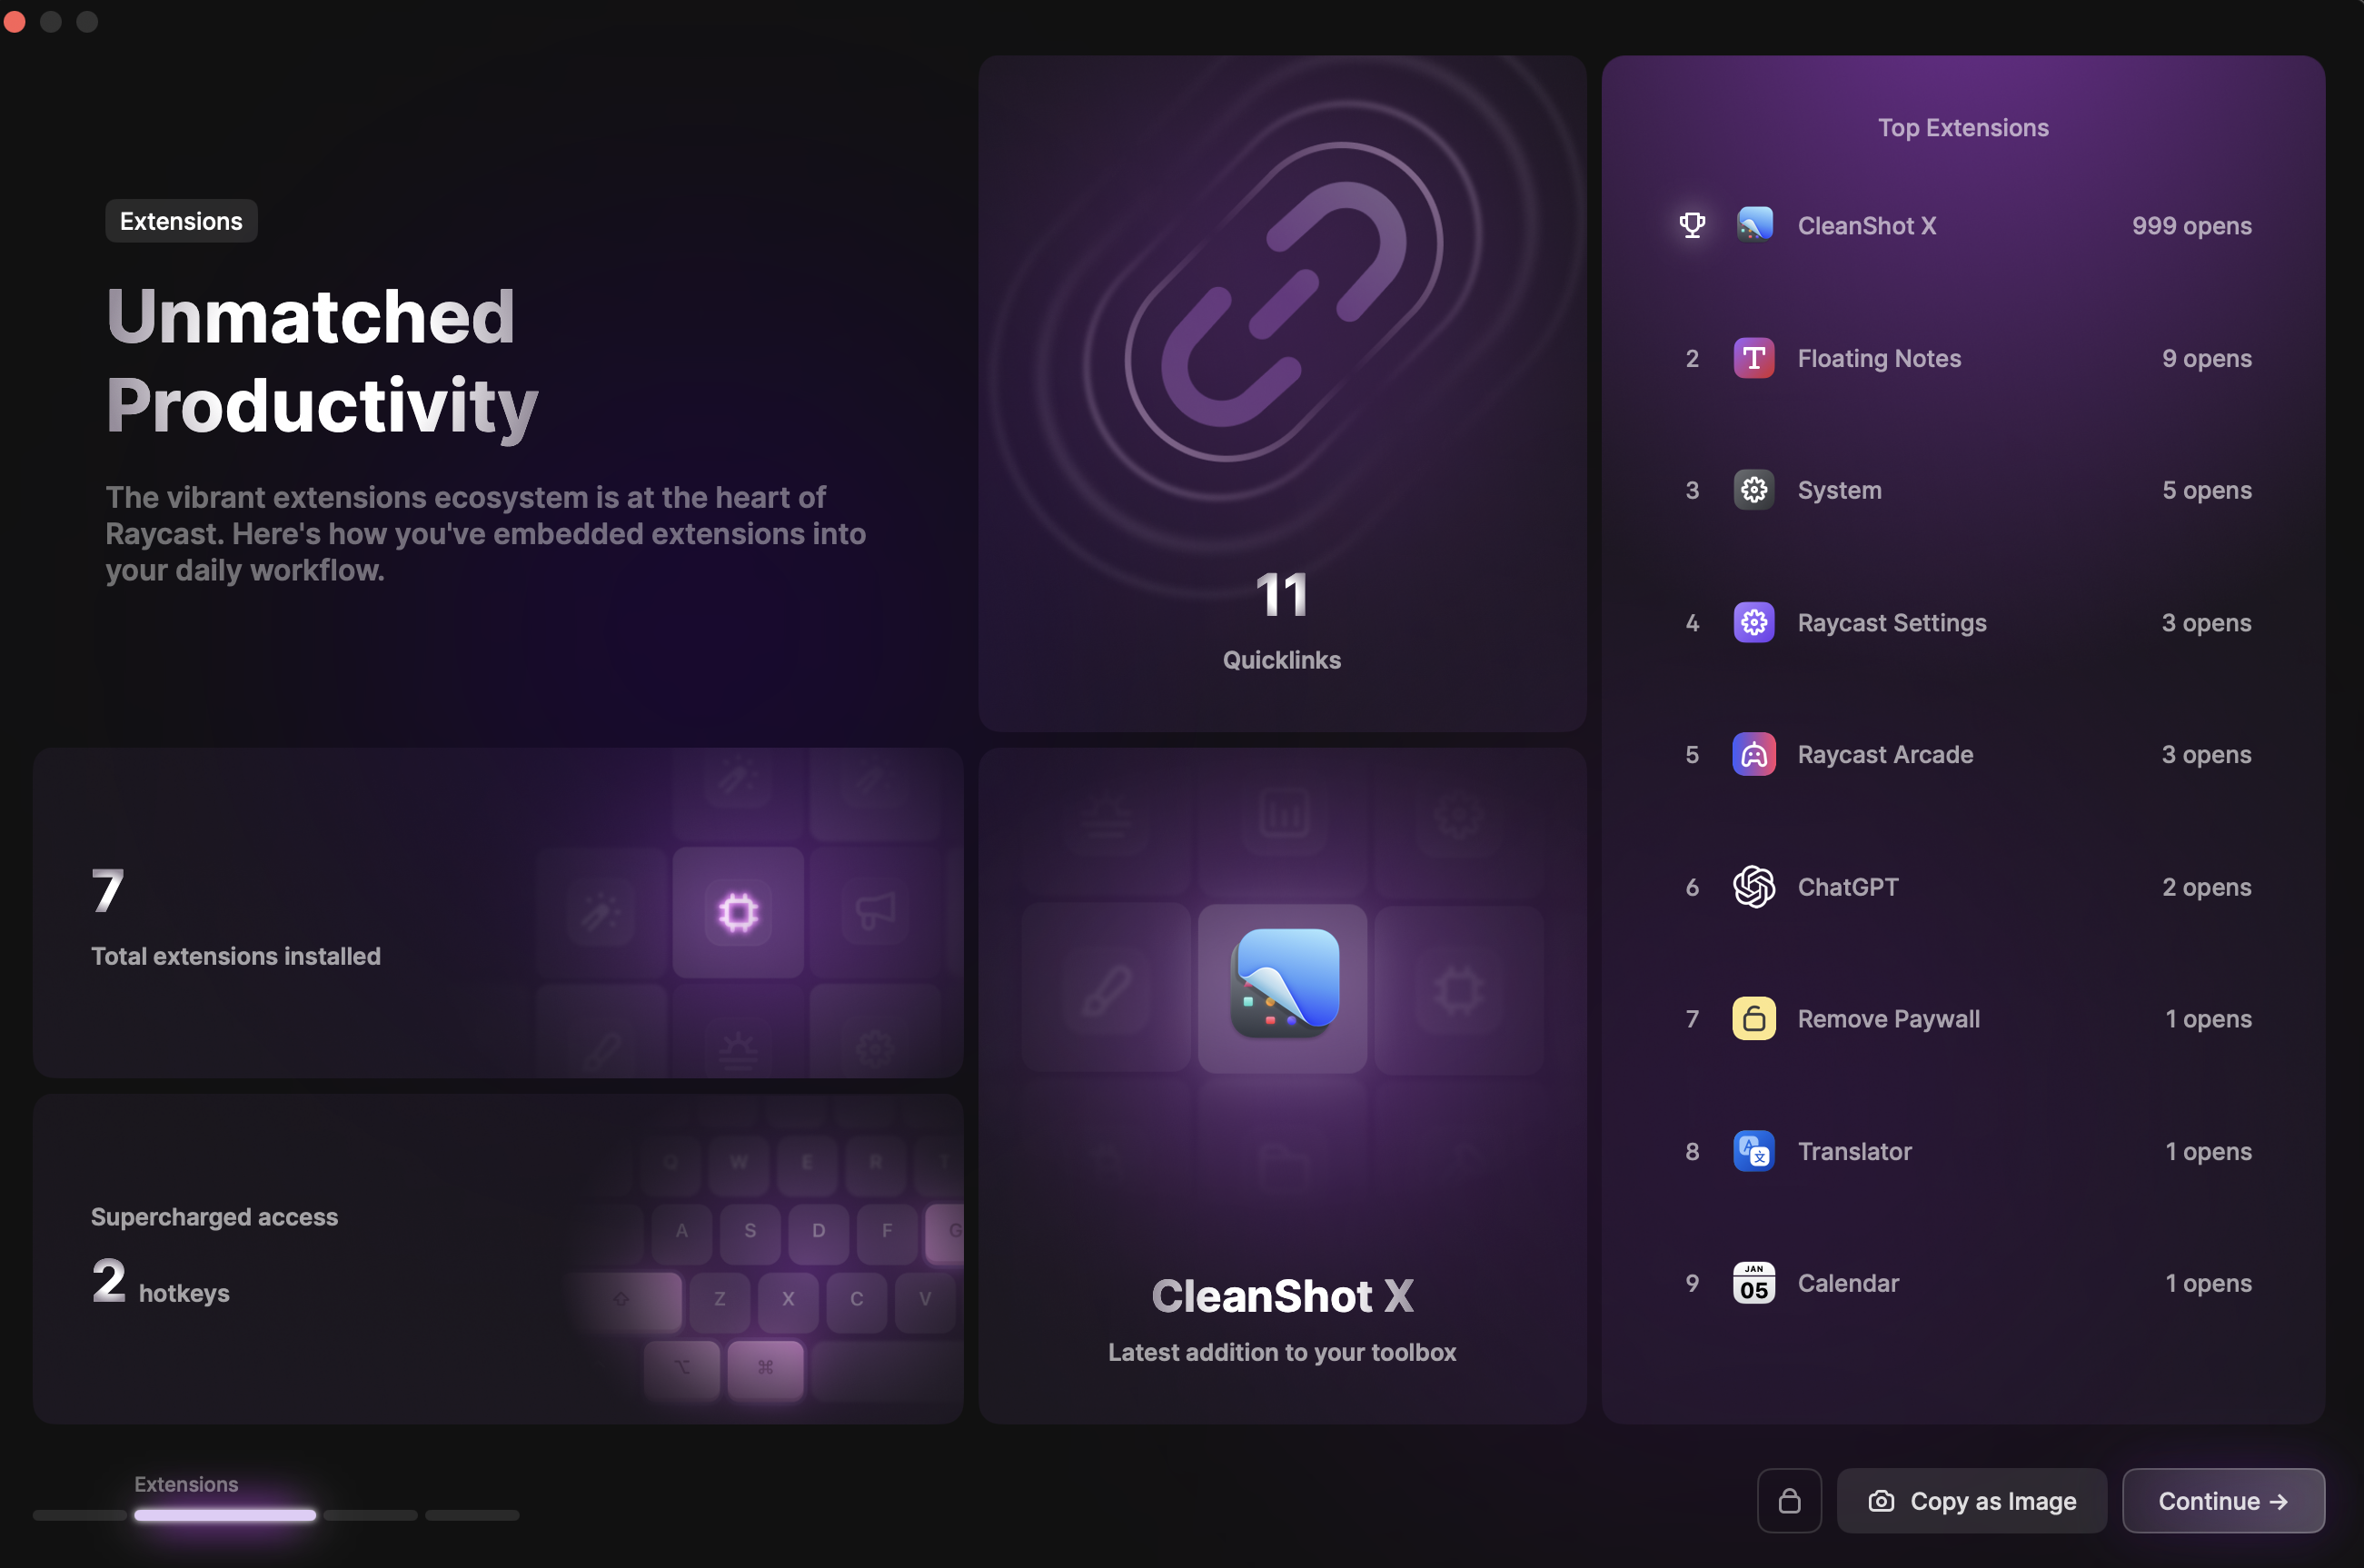 Extensions
Unmatched
Productivity
The vibrant extensions ecosystem is at the heart of
Raycast. Here's how you've embedded extensions into
your daily workflow.
11
Quicklinks
7
Total extensions installed
Supercharged access
2 hotkeys
Q W E R T
A S D F G
Z X C V
⌥ ⌘
CleanShot X
Latest addition to your toolbox
Top Extensions
CleanShot X 999 opens
2 T Floating Notes 9 opens
3 System 5 opens
4 Raycast Settings 3 opens
5 Raycast Arcade 3 opens
6 ChatGPT 2 opens
7 Remove Paywall 1 opens
8 A 文 Translator 1 opens
9 JAN 05 Calendar 1 opens
Extensions
Copy as Image
Continue →